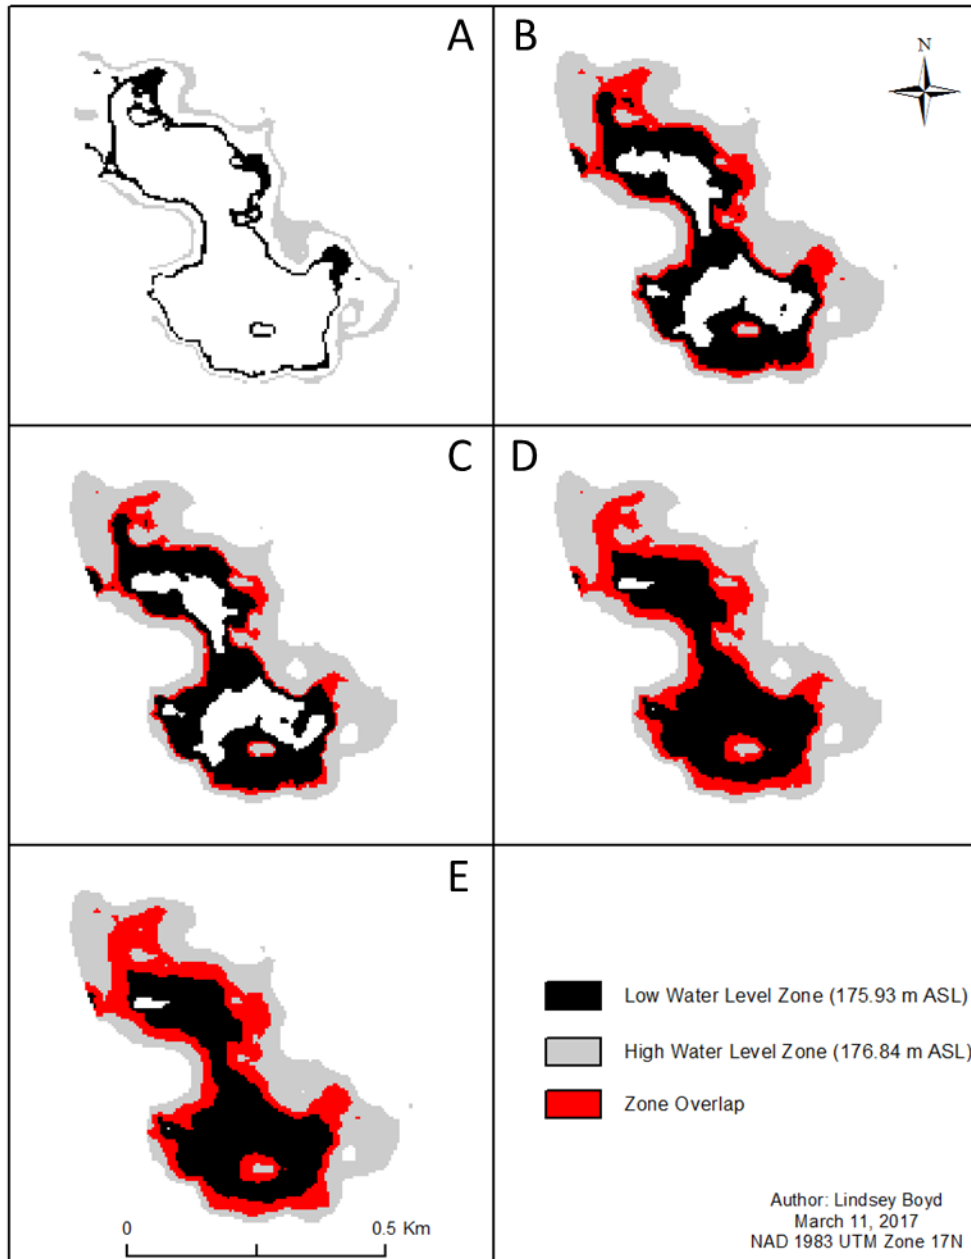 A
B
N
C
D
E
Low Water Level Zone (175.93 m ASL)
High Water Level Zone (176.84 m ASL)
Zone Overlap
0
0.5 Km
Author: Lindsey Boyd
March 11, 2017
NAD 1983 UTM Zone 17N